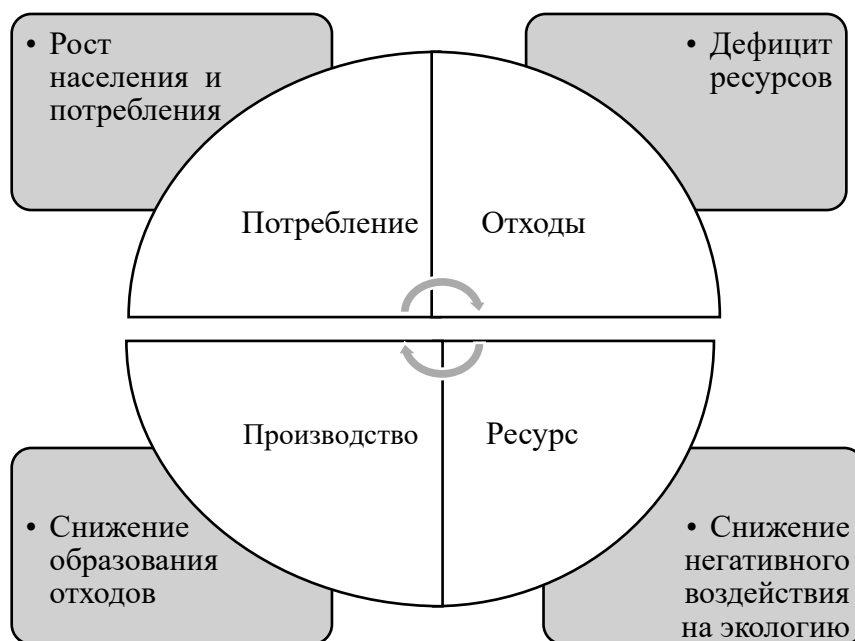 • Рост
населения и
потребления
• Дефицит
ресурсов
Потребление
Отходы
Производство
Ресурс
• Снижение
образования
отходов
• Снижение
негативного
воздействия
на экологию